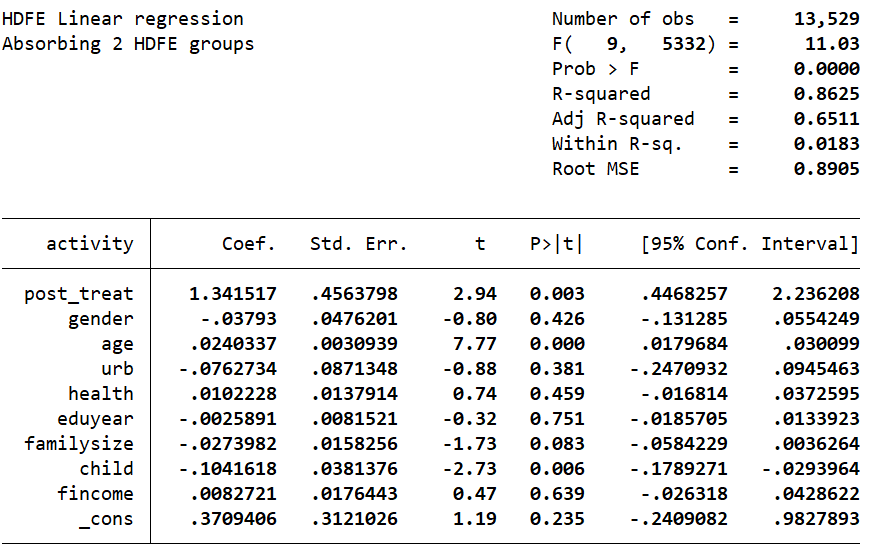 HDFE Linear regression Number of obs = 13,529
Absorbing 2 HDFE groups F( 9, 5332) = 11.03
Prob > F = 0.0000
R-squared = 0.8625
Adj R-squared = 0.6511
Within R-sq. = 0.0183
Root MSE = 0.8905
activity Coef. Std. Err. t P>|t| [95% Conf. Interval]
post_treat 1.341517 .4563798 2.94 0.003 .4468257 2.236208
gender -.03793 .0476201 -0.80 0.426 -.131285 .0554249
age .0240337 .0030939 7.77 0.000 .0179684 .030099
urb -.0762734 .0871348 -0.88 0.381 -.2470932 .0945463
health .0102228 .0137914 0.74 0.459 -.016814 .0372595
eduyear -.0025891 .0081521 -0.32 0.751 -.0185705 .0133923
familysize -.0273982 .0158256 -1.73 0.083 -.0584229 .0036264
child -.1041618 .0381376 -2.73 0.006 -.1789271 -.0293964
fincome .0082721 .0176443 0.47 0.639 -.026318 .0428622
_cons .3709406 .3121026 1.19 0.235 -.2409082 .9827893